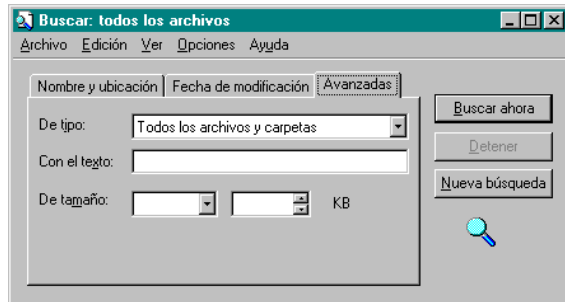 Buscar: todos los archivos
Archivo Edición Ver Opciones Ayuda
Nombre y ubicación Fecha de modificación Avanzadas
Buscar ahora
De tipo: Todos los archivos y carpetas
Detener
Con el texto:
Nueva búsqueda
De tamaño: KB